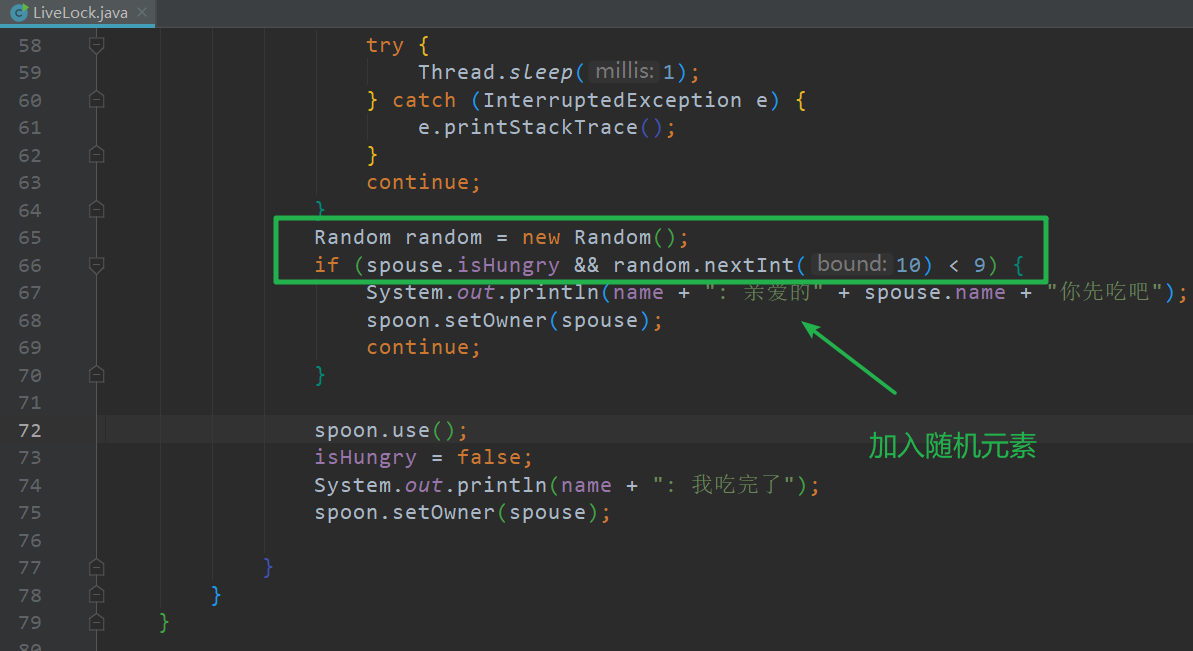 LiveLock.java
58 try {
59 Thread.sleep( millis: 1);
60 } catch (InterruptedException e) {
61 e.printStackTrace();
62 }
63 continue;
64 }
65 Random random = new Random();
66 if (spouse.isHungry && random.nextInt( bound: 10) < 9) {
67 System.out.println(name + ": 亲爱的" + spouse.name + "你先吃吧");
68 spoon.setOwner(spouse);
69 continue;
70 }
71
72 spoon.use();
加入随机元素
73 isHungry = false;
74 System.out.println(name + ": 我吃完了");
75 spoon.setOwner(spouse);
76
77 }
78 }
79 }
80